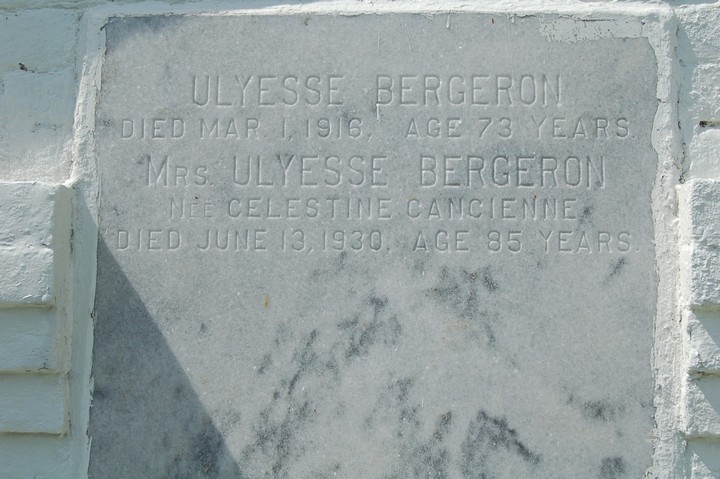 ULYESSE BERGERON
DIED MAR. 1, 1916, AGE 73 YEARS.
MRS. ULYESSE BERGERON
NÉE CELESTINE CANCIENNE
DIED JUNE 13, 1930, AGE 85 YEARS.